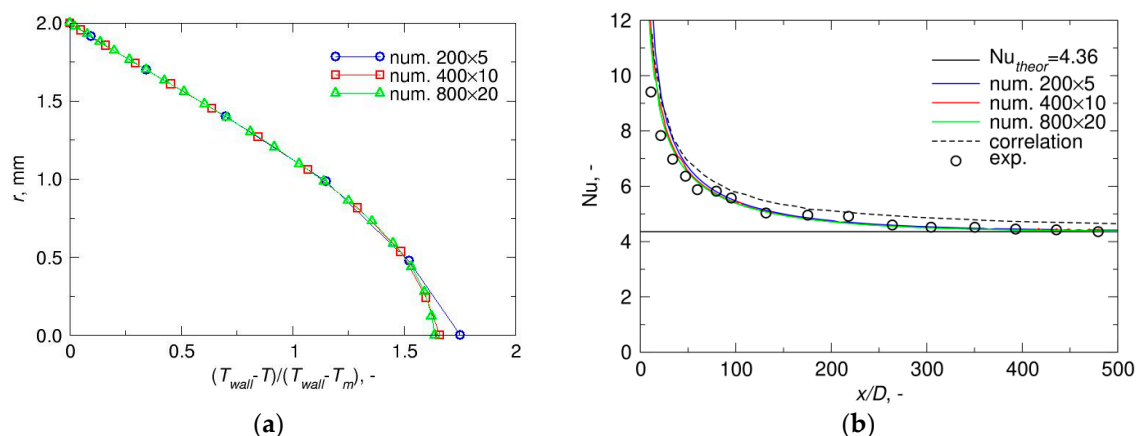 2.0
1.5
1.0
0.5
0.0
r, mm
num. 200×5
num. 400×10
num. 800×20
0
0.5
1
1.5
2
(T_wall-T)/(T_wall-T_m), -
(a)
12
10
8
6
4
2
0
Nu, -
Nu_theor=4.36
num. 200×5
num. 400×10
num. 800×20
correlation
exp.
0
100
200
300
400
500
x/D, -
(b)